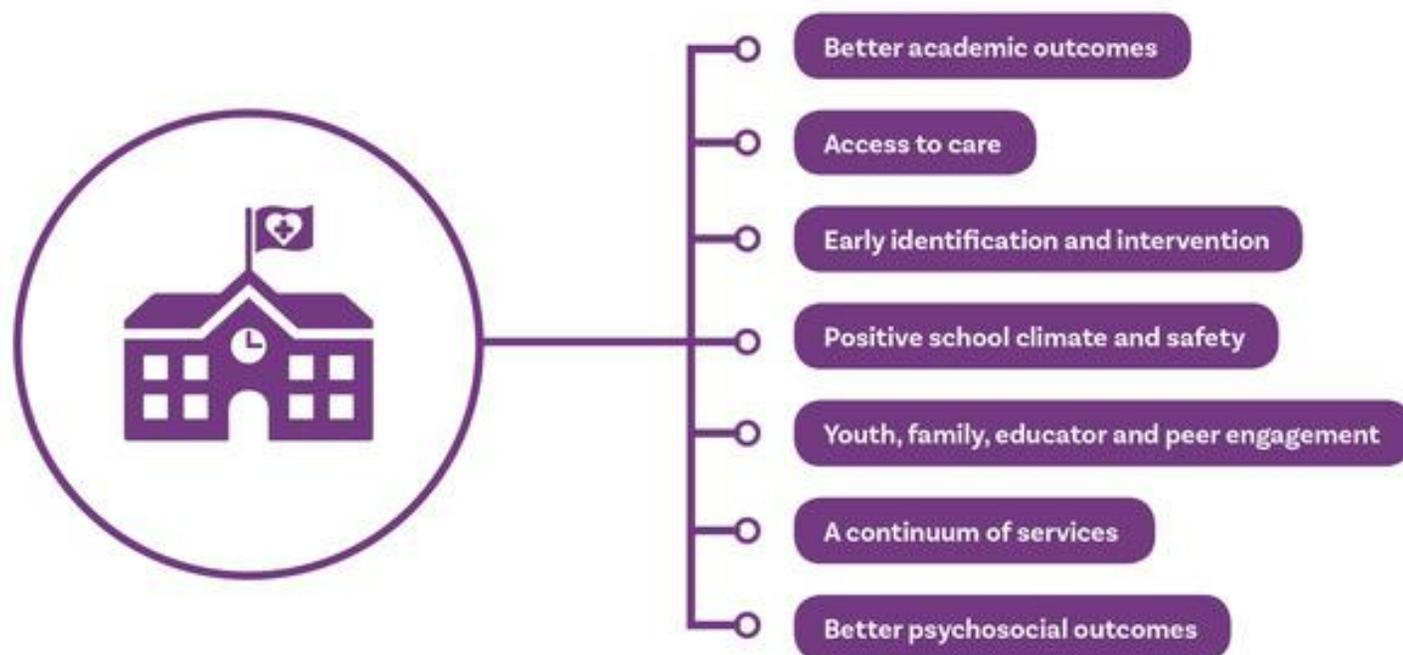 Better academic outcomes
Access to care
Early identification and intervention
Positive school climate and safety
Youth, family, educator and peer engagement
A continuum of services
Better psychosocial outcomes